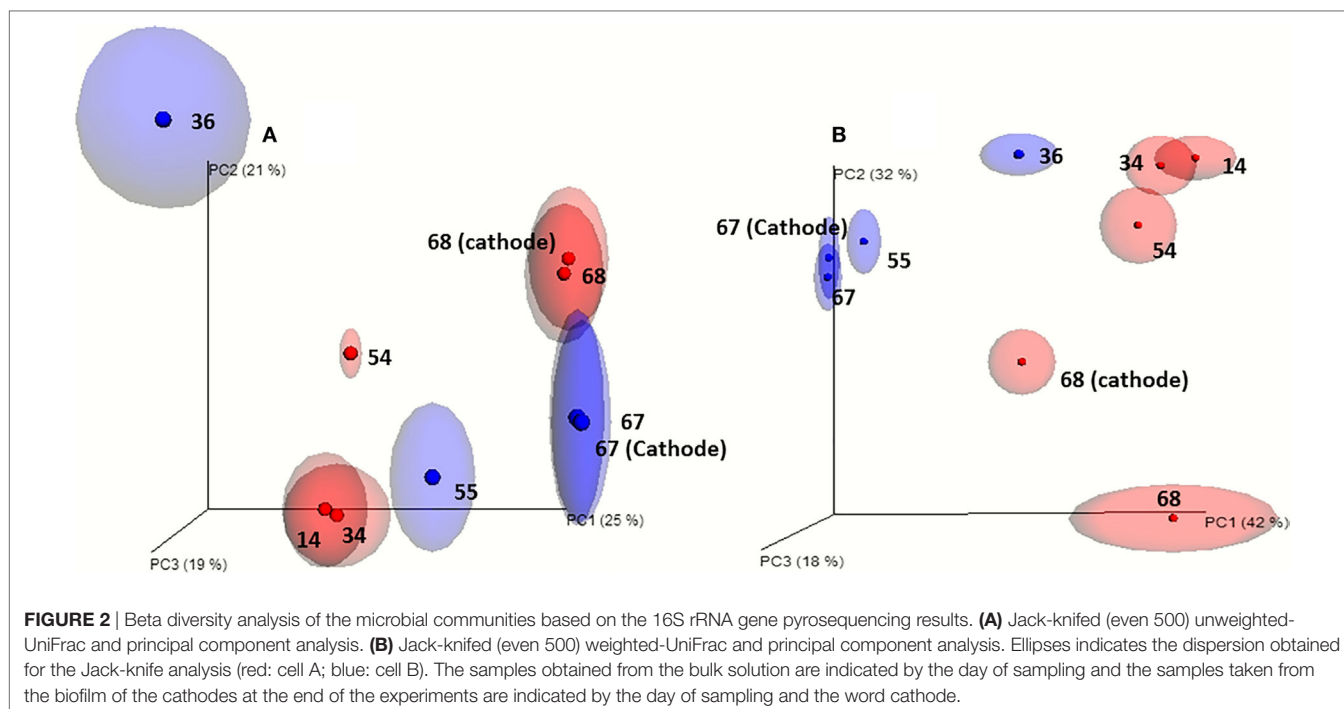 36
A
PC2 (21 %)
68 (cathode)
68
54
67
67 (Cathode)
55
14
34
PC1 (25 %)
PC3 (19 %)
B
36
34
14
PC2 (32 %)
67 (Cathode)
55
54
67
68 (cathode)
68
PC1 (42 %)
PC3 (18 %)
FIGURE 2 | Beta diversity analysis of the microbial communities based on the 16S rRNA gene pyrosequencing results. (A) Jack-knifed (even 500) unweighted-
UniFrac and principal component analysis. (B) Jack-knifed (even 500) weighted-UniFrac and principal component analysis. Ellipses indicates the dispersion obtained
for the Jack-knife analysis (red: cell A; blue: cell B). The samples obtained from the bulk solution are indicated by the day of sampling and the samples taken from
the biofilm of the cathodes at the end of the experiments are indicated by the day of sampling and the word cathode.